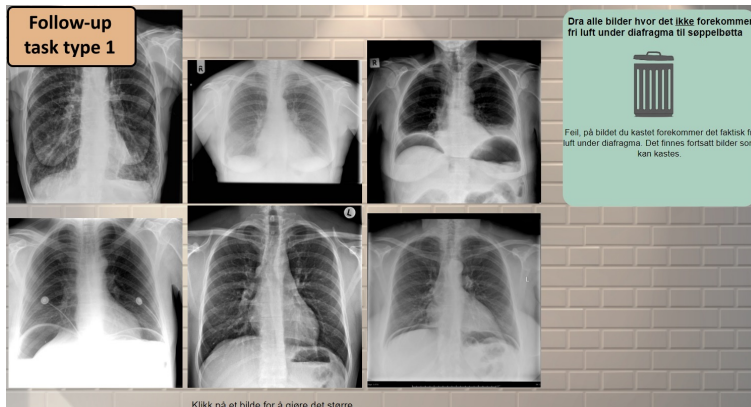 Follow-up
task type 1
R
R
L
Dra alle bilder hvor det ikke forekommer
fri luft under diafragma til søppelbøtta
Feil, på bildet du kastet forekommer det faktisk
luft under diafragma. Det finnes fortsatt bilder
kan kastes.
Klikk på et bilde for å gjøre det større